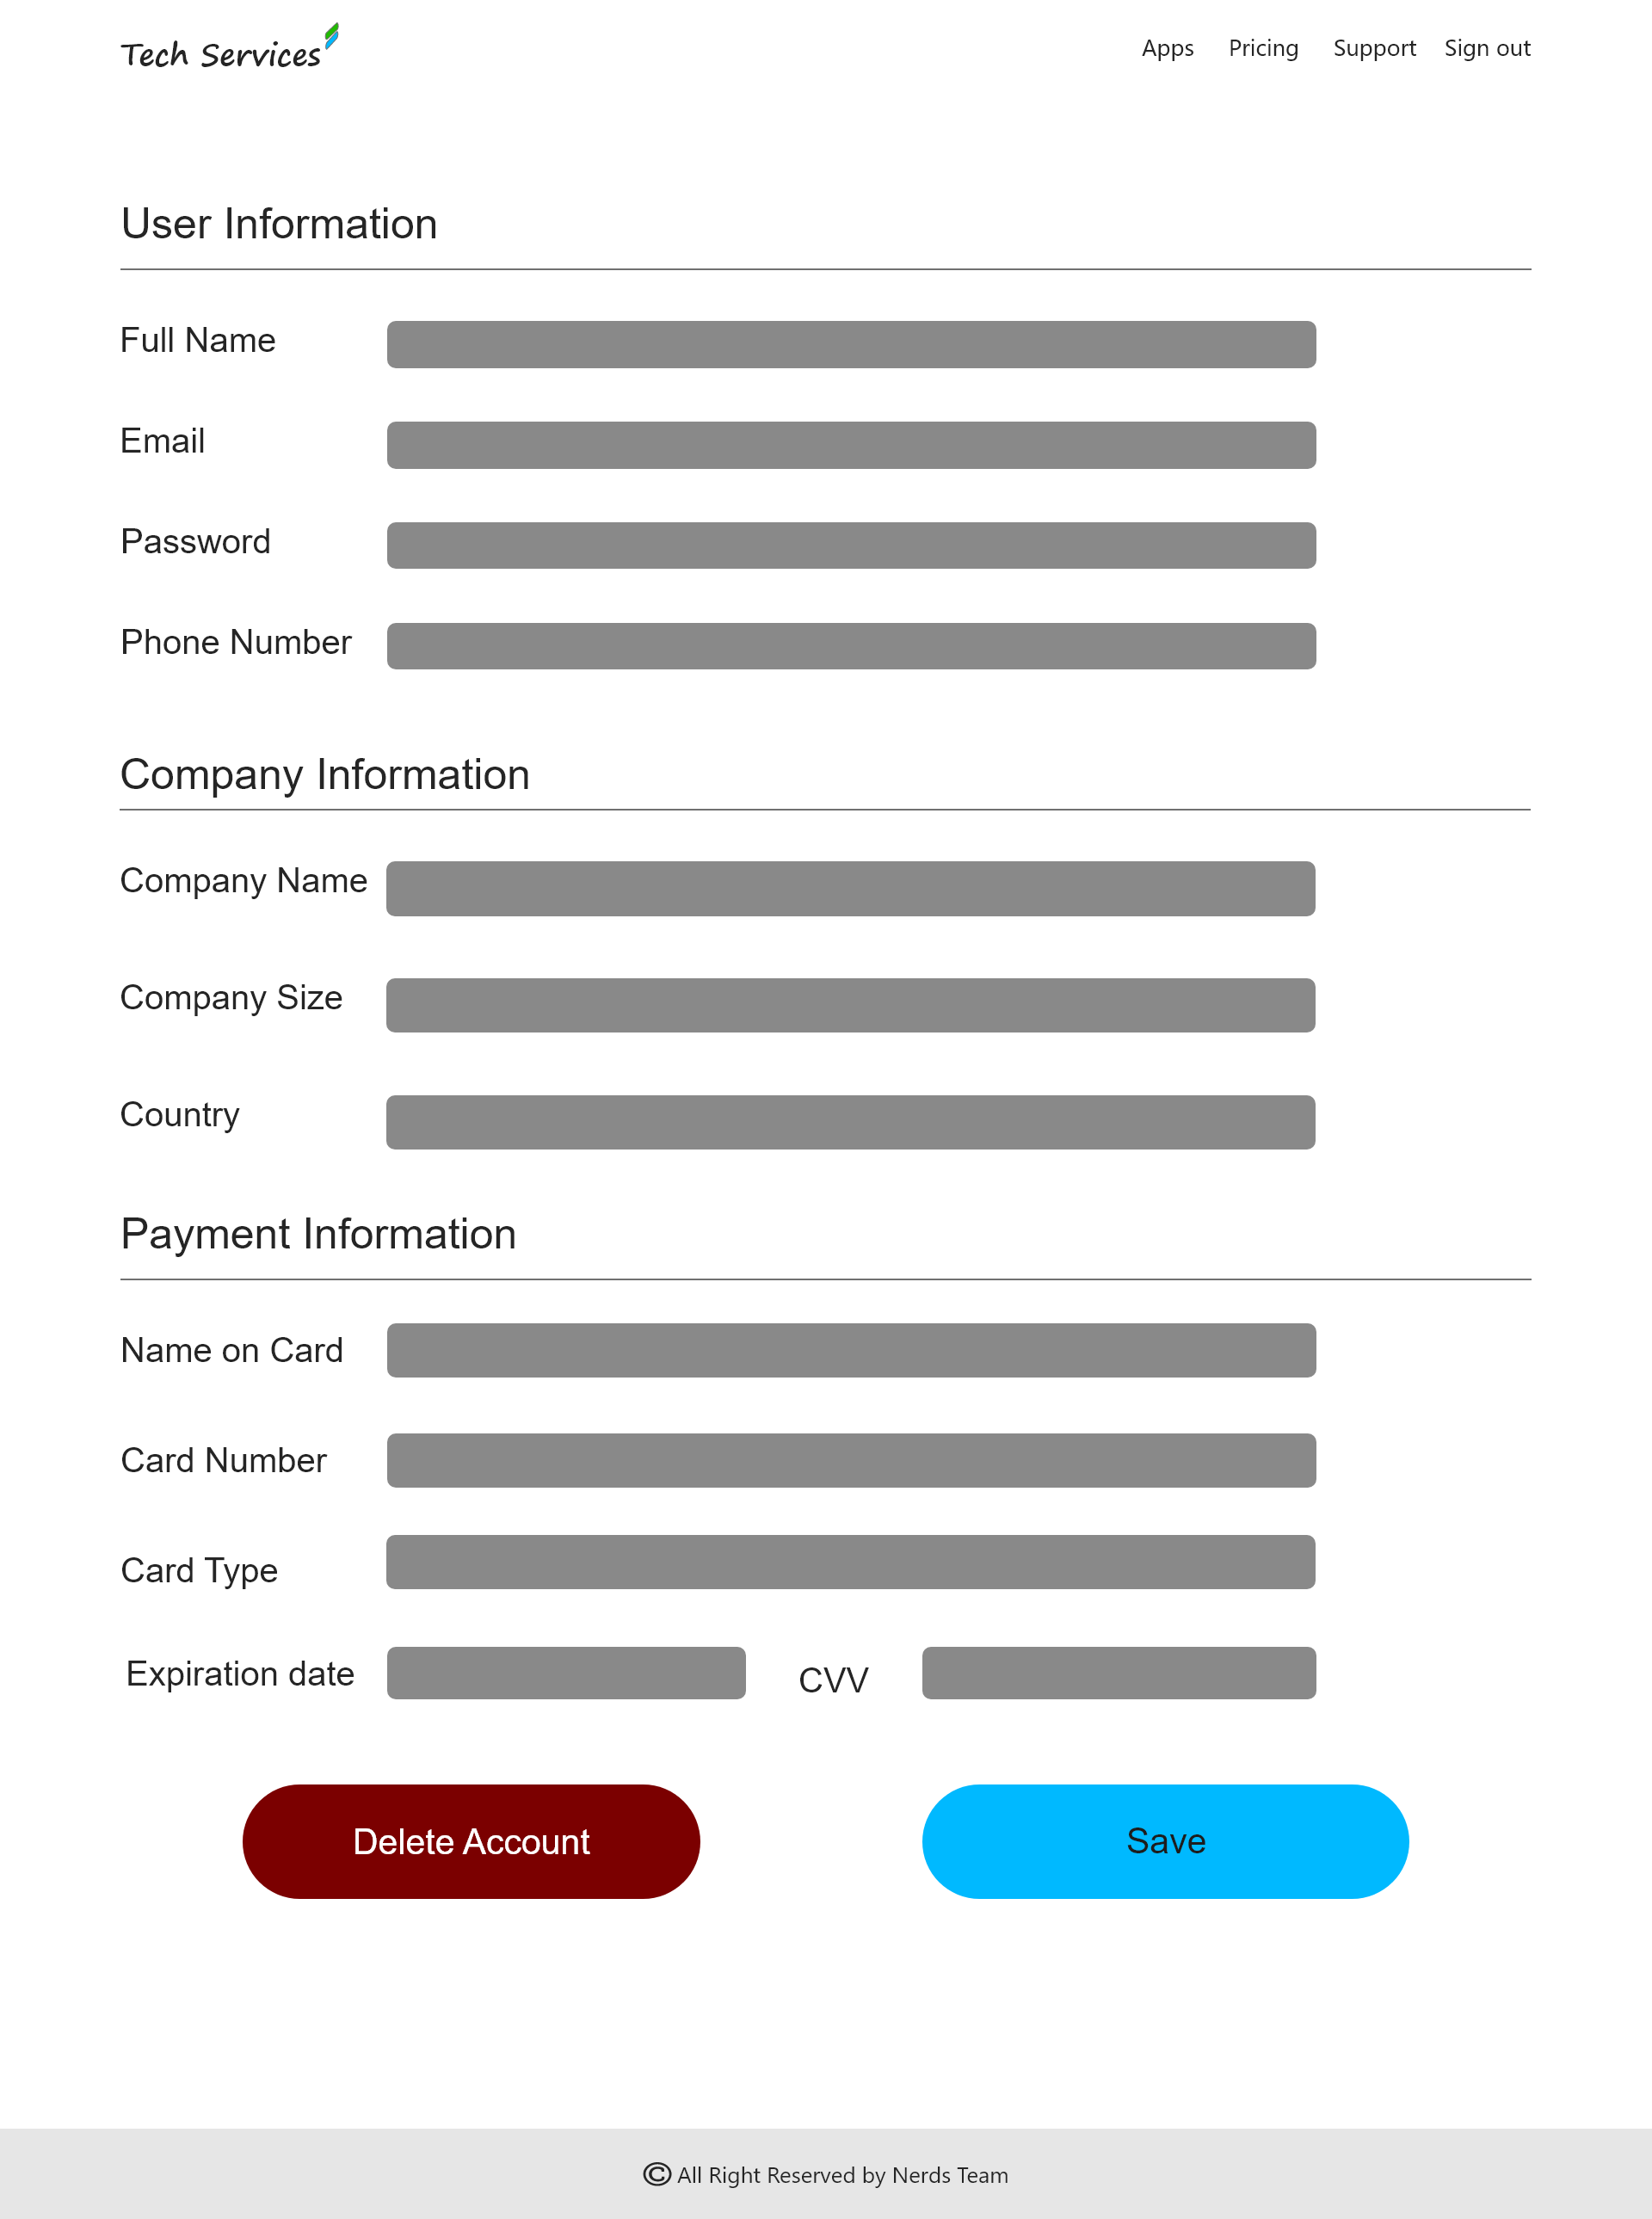 Tech Services
Apps Pricing Support Sign out
User Information
Full Name
Email
Password
Phone Number
Company Information
Company Name
Company Size
Country
Payment Information
Name on Card
Card Number
Card Type
Expiration date CVV
Delete Account Save
© All Right Reserved by Nerds Team